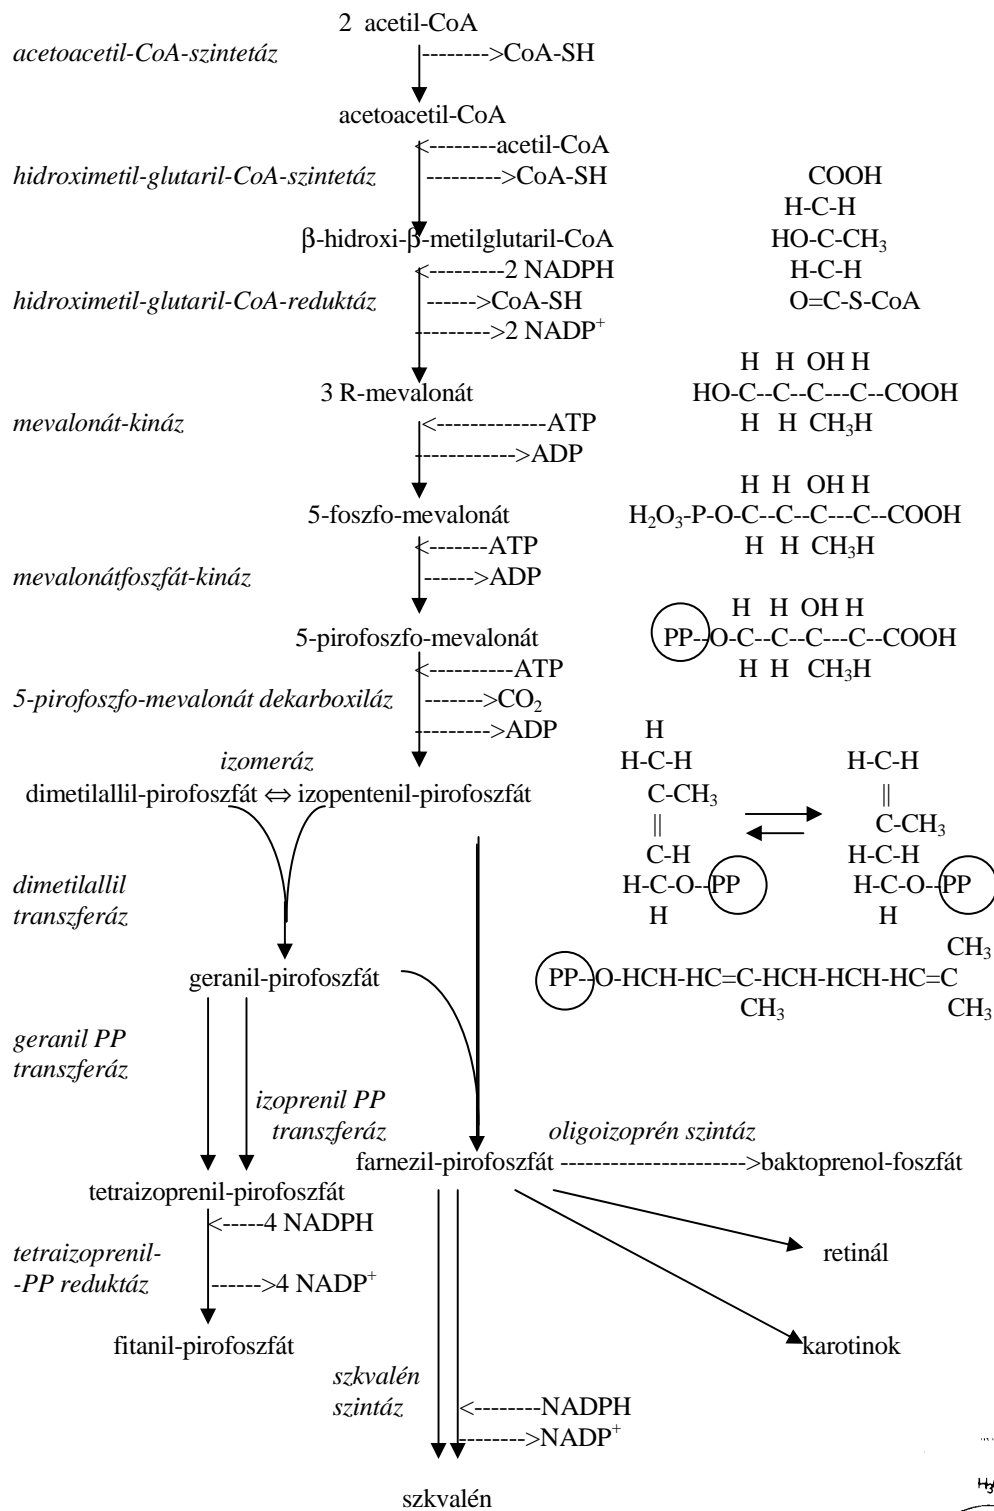 2 acetil-CoA
acetoacetil-CoA-szintetáz -------->CoA-SH
acetoacetil-CoA
<--------acetil-CoA
hidroximetil-glutaril-CoA-szintetáz --------->CoA-SH COOH
H-C-H
β-hidroxi-β-metilglutaril-CoA HO-C-CH₃
<---------2 NADPH H-C-H
hidroximetil-glutaril-CoA-reduktáz ------>CoA-SH O=C-S-CoA
------------>2 NADP⁺
H H OH H
3 R-mevalonát HO-C--C--C---C--COOH
mevalonát-kináz <-------------ATP H H CH₃H
------------>ADP
H H OH H
5-foszfo-mevalonát H₂O₃-P-O-C--C--C---C--COOH
<-------ATP H H CH₃H
mevalonátfoszfát-kináz ------>ADP
H H OH H
5-pirofoszfo-mevalonát PP--O-C--C--C---C--COOH
<----------ATP H H CH₃H
5-pirofoszfo-mevalonát dekarboxiláz ------->CO₂
------------>ADP H
izomeráz H-C-H H-C-H
dimetilallil-pirofoszfát ⇔ izopentenil-pirofoszfát C-CH₃ ||
|| C-CH₃
C-H H-C-H
dimetilallil H-C-O--PP H-C-O--PP
transzferáz H H
CH₃
geranil-pirofoszfát PP--O-HCH-HC=C-HCH-HCH-HC=C
CH₃ CH₃
geranil PP
transzferáz
izoprenil PP
transzferáz oligoizoprén szintáz
farnezil-pirofoszfát ---------------------->baktoprenol-foszfát
tetraizoprenil-pirofoszfát
<-----4 NADPH
tetraizoprenil- retinál
-PP reduktáz ------>4 NADP⁺
fitanil-pirofoszfát karotinok
szkvalén
szintáz <--------NADPH
-------->NADP⁺
szkvalén